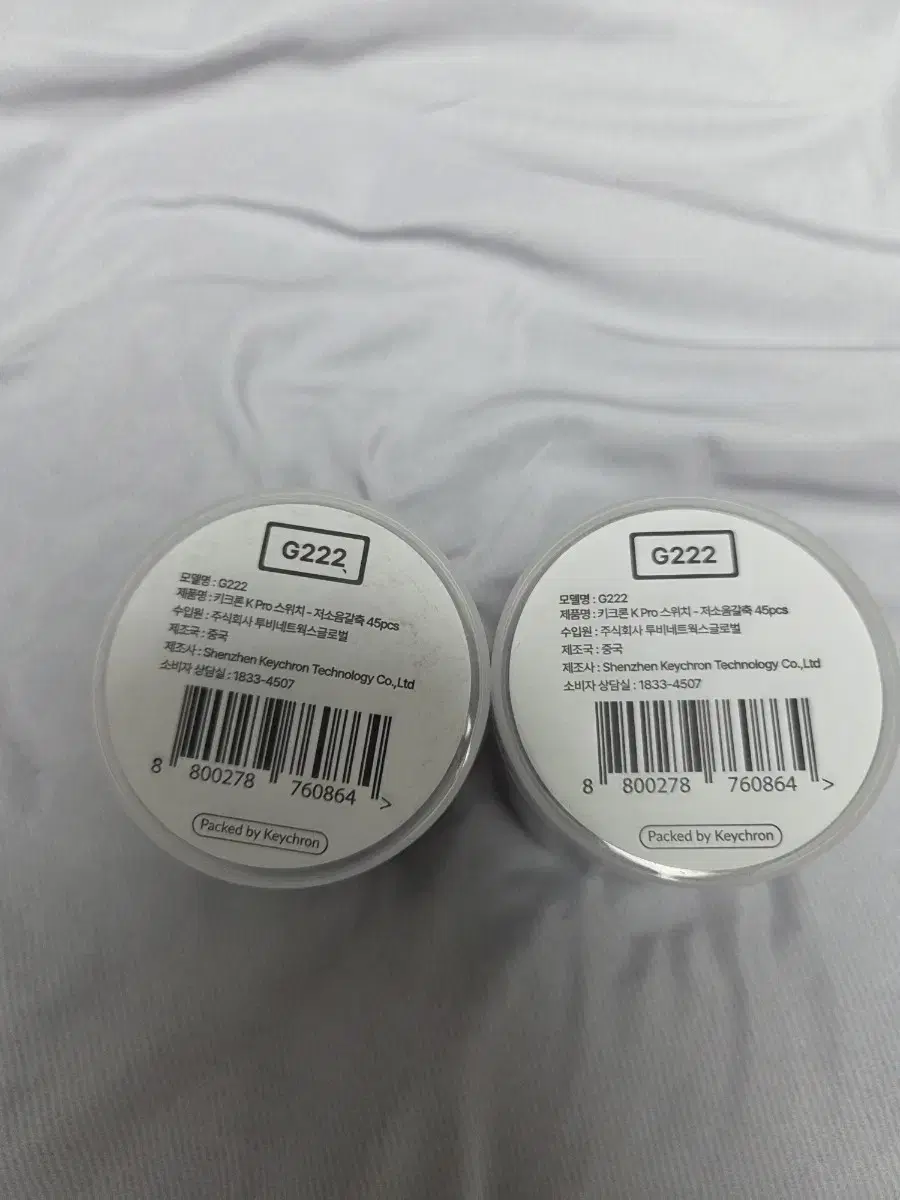 G222
모델명 : G222
제품명 : 키크론 K Pro 스위치 - 저소음갈축 45pcs
수입원 : 주식회사 투비네트웍스글로벌
제조국 : 중국
제조사 : Shenzhen Keychron Technology Co.,Ltd
소비자 상담실 : 1833-4507
8 800278 760864 >
Packed by Keychron
G222
모델명 : G222
제품명 : 키크론 K Pro 스위치 - 저소음갈축 45pcs
수입원 : 주식회사 투비네트웍스글로벌
제조국 : 중국
제조사 : Shenzhen Keychron Technology Co.,Ltd
소비자 상담실 : 1833-4507
8 800278 760864 >
Packed by Keychron